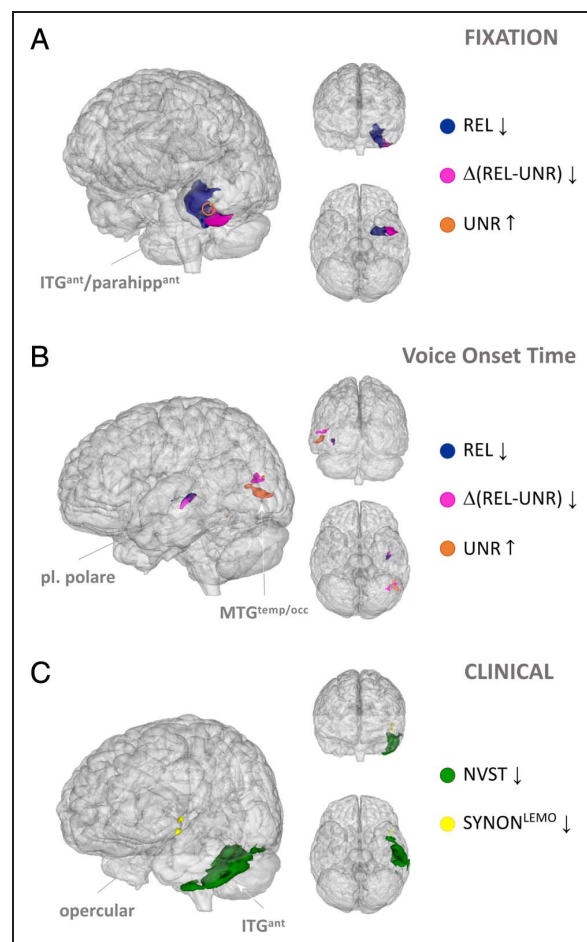 A
FIXATION
REL ↓
Δ(REL-UNR) ↓
UNR ↑
ITGᵃⁿᵗ/parahippᵃⁿᵗ
B
Voice Onset Time
REL ↓
Δ(REL-UNR) ↓
UNR ↑
pl. polare
MTGᵗᵉᵐᵖ/ᵒᶜᶜ
C
CLINICAL
NVST ↓
SYNONᴸᴱᴹᴼ ↓
opercular
ITGᵃⁿᵗ